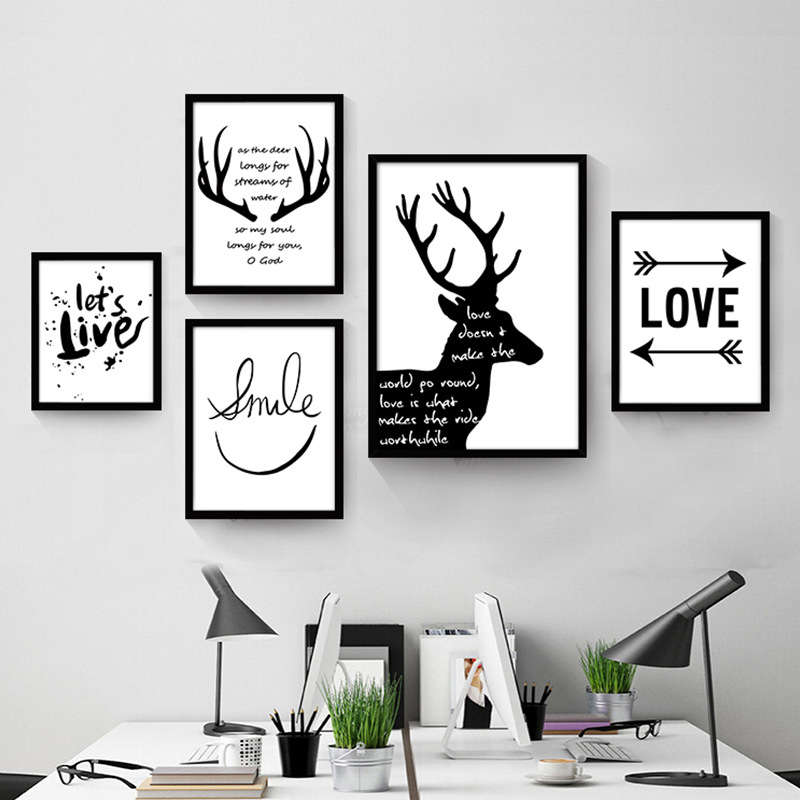 let's
Live
as the deer
longs for
streams of
water
so my soul
longs for you,
O God
Smile
love
doesn't
make the
world go round,
love is what
makes the ride
worthwhile
LOVE